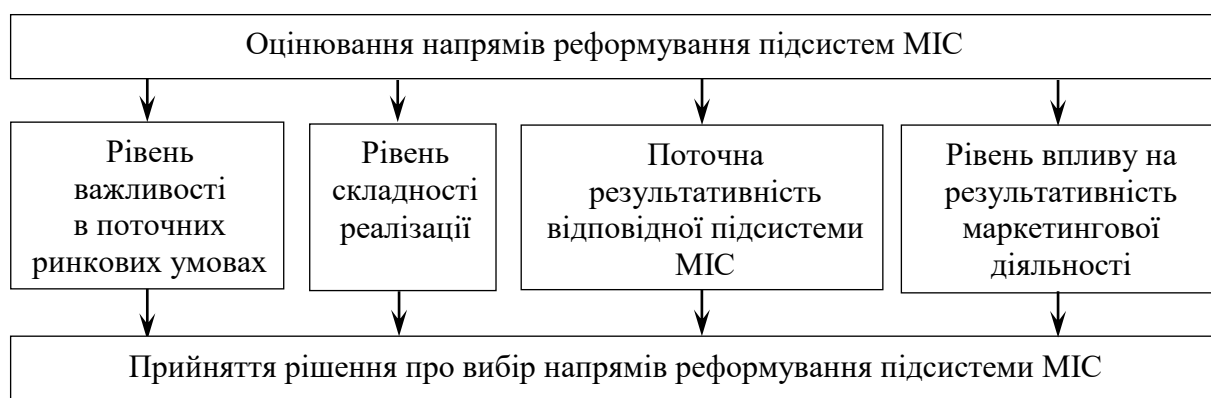 Оцінювання напрямів реформування підсистем МІС
Рівень
важливості
в поточних
ринкових умовах
Рівень
складності
реалізації
Поточна
результативність
відповідної підсистеми
МІС
Рівень впливу на
результативність
маркетингової
діяльності
Прийняття рішення про вибір напрямів реформування підсистеми МІС